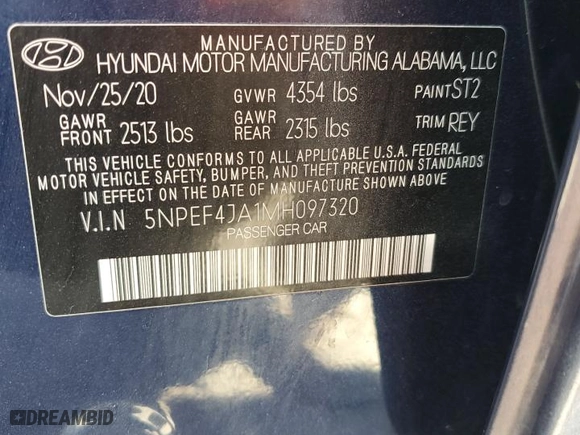 MANUFACTURED BY
HYUNDAI MOTOR MANUFACTURING ALABAMA, LLC
Nov/25/20 GVWR 4354 lbs PAINT ST2
GAWR FRONT 2513 lbs GAWR REAR 2315 lbs TRIM REY
THIS VEHICLE CONFORMS TO ALL APPLICABLE U.S.A. FEDERAL
MOTOR VEHICLE SAFETY, BUMPER, AND THEFT PREVENTION STANDARDS
IN EFFECT ON THE DATE OF MANUFACTURE SHOWN ABOVE
V.I.N 5NPEF4JA1MH097320
PASSENGER CAR
DREAMBID